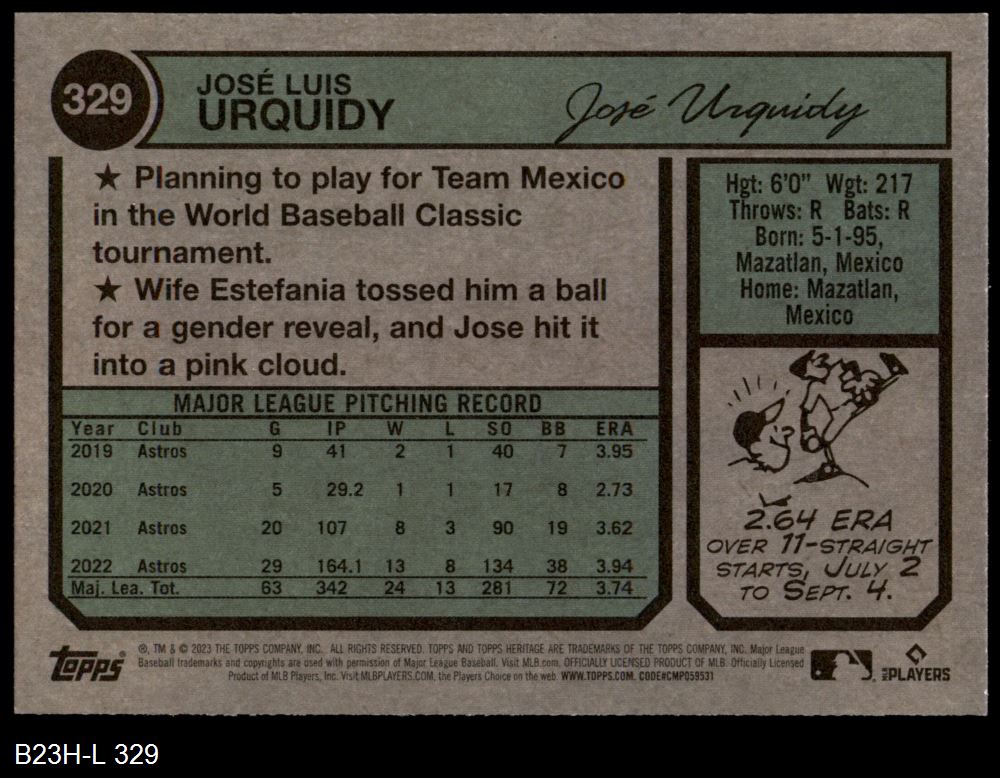 329
JOSÉ LUIS
URQUIDY
José Urquidy
★ Planning to play for Team Mexico
in the World Baseball Classic
tournament.
★ Wife Estefania tossed him a ball
for a gender reveal, and Jose hit it
into a pink cloud.
MAJOR LEAGUE PITCHING RECORD
Year Club G IP W L SO BB ERA
2019 Astros 9 41 2 1 40 7 3.95
2020 Astros 5 29.2 1 1 17 8 2.73
2021 Astros 20 107 8 3 90 19 3.62
2022 Astros 29 164.1 13 8 134 38 3.94
Maj. Lea. Tot. 63 342 24 13 281 72 3.74
Hgt: 6'0" Wgt: 217
Throws: R Bats: R
Born: 5-1-95,
Mazatlan, Mexico
Home: Mazatlan,
Mexico
2.64 ERA
OVER 11-STRAIGHT
STARTS, JULY 2
TO SEPT. 4.
Topps
®, TM & © 2023 THE TOPPS COMPANY, INC. ALL RIGHTS RESERVED. TOPPS AND TOPPS HERITAGE ARE TRADEMARKS OF THE TOPPS COMPANY, INC. Major League
Baseball trademarks and copyrights are used with permission of Major League Baseball. Visit MLB.com. OFFICIALLY LICENSED PRODUCT OF MLB. Officially Licensed
Product of MLB Players, Inc. Visit MLBPLAYERS.COM, the Players Choice on the web. WWW.TOPPS.COM. CODE#CMP059531
MLB PLAYERS
B23H-L 329